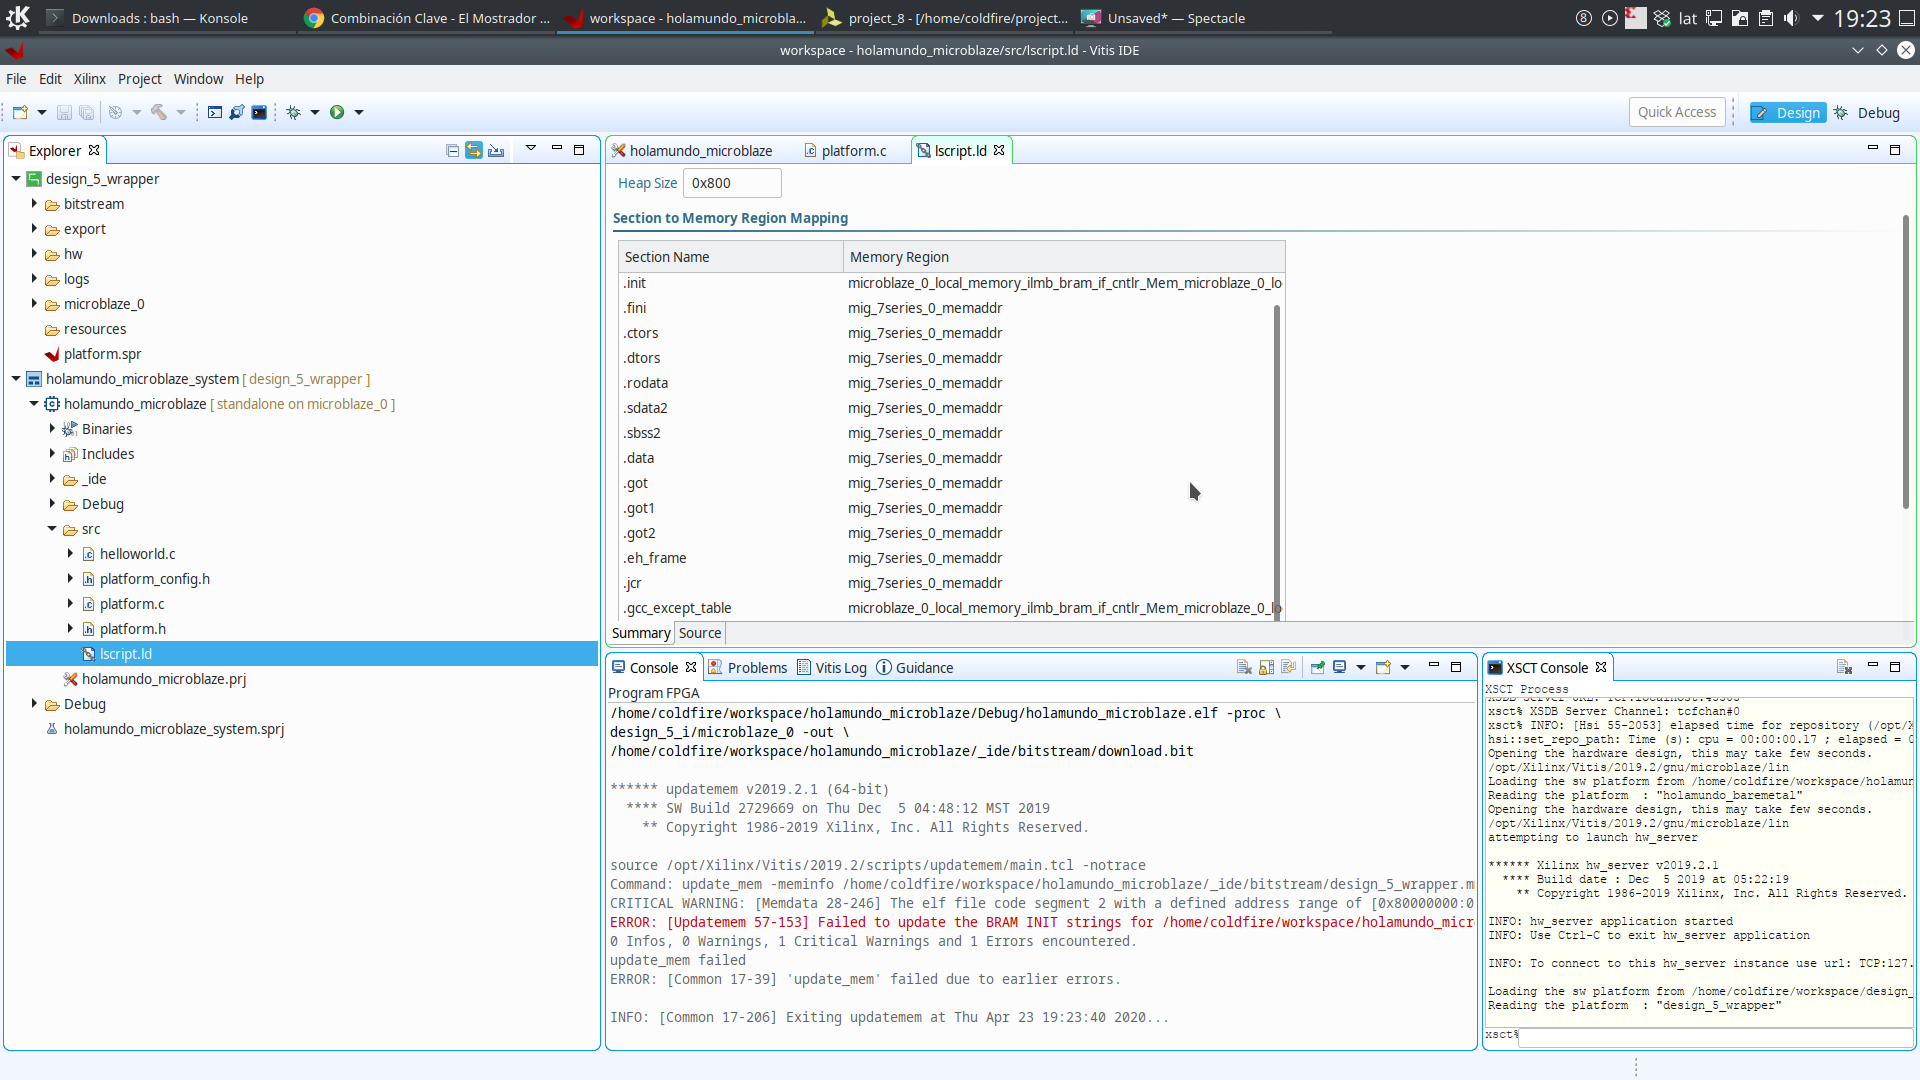 Downloads : bash — Konsole
Combinación Clave - El Mostrador ...
workspace - holamundo_microbla...
project_8 - [/home/coldfire/project...
Unsaved* — Spectacle
lat
19:23
workspace - holamundo_microblaze/src/lscript.ld - Vitis IDE
File Edit Xilinx Project Window Help
Quick Access
Design
Debug
Explorer
design_5_wrapper
bitstream
export
hw
logs
microblaze_0
resources
platform.spr
holamundo_microblaze_system [ design_5_wrapper ]
holamundo_microblaze [ standalone on microblaze_0 ]
Binaries
Includes
_ide
Debug
src
helloworld.c
platform_config.h
platform.c
platform.h
lscript.ld
holamundo_microblaze.prj
Debug
holamundo_microblaze_system.sprj
holamundo_microblaze
platform.c
lscript.ld
Heap Size 0x800
Section to Memory Region Mapping
Section Name Memory Region
.init microblaze_0_local_memory_ilmb_bram_if_cntlr_Mem_microblaze_0_lo
.fini mig_7series_0_memaddr
.ctors mig_7series_0_memaddr
.dtors mig_7series_0_memaddr
.rodata mig_7series_0_memaddr
.sdata2 mig_7series_0_memaddr
.sbss2 mig_7series_0_memaddr
.data mig_7series_0_memaddr
.got mig_7series_0_memaddr
.got1 mig_7series_0_memaddr
.got2 mig_7series_0_memaddr
.eh_frame mig_7series_0_memaddr
.jcr mig_7series_0_memaddr
.gcc_except_table microblaze_0_local_memory_ilmb_bram_if_cntlr_Mem_microblaze_0_lo
Summary Source
Console Problems Vitis Log Guidance
Program FPGA
/home/coldfire/workspace/holamundo_microblaze/Debug/holamundo_microblaze.elf -proc \
design_5_i/microblaze_0 -out \
/home/coldfire/workspace/holamundo_microblaze/_ide/bitstream/download.bit
****** updatemem v2019.2.1 (64-bit)
**** SW Build 2729669 on Thu Dec  5 04:48:12 MST 2019
** Copyright 1986-2019 Xilinx, Inc. All Rights Reserved.
source /opt/Xilinx/Vitis/2019.2/scripts/updatemem/main.tcl -notrace
Command: update_mem -meminfo /home/coldfire/workspace/holamundo_microblaze/_ide/bitstream/design_5_wrapper.m
CRITICAL WARNING: [Memdata 28-246] The elf file code segment 2 with a defined address range of [0x80000000:0
ERROR: [Updatemem 57-153] Failed to update the BRAM INIT strings for /home/coldfire/workspace/holamundo_micr
0 Infos, 0 Warnings, 1 Critical Warnings and 1 Errors encountered.
update_mem failed
ERROR: [Common 17-39] 'update_mem' failed due to earlier errors.
INFO: [Common 17-206] Exiting updatemem at Thu Apr 23 19:23:40 2020...
XSCT Console
XSCT Process
xsct% XSDB Server Channel: tcfchan#0
xsct% INFO: [Hsi 55-2053] elapsed time for repository (/opt/X
hsi::set_repo_path: Time (s): cpu = 00:00:00.17 ; elapsed = 0
Opening the hardware design, this may take few seconds.
/opt/Xilinx/Vitis/2019.2/gnu/microblaze/lin
Loading the sw platform from /home/coldfire/workspace/holamun
Reading the platform  : "holamundo_baremetal"
Opening the hardware design, this may take few seconds.
/opt/Xilinx/Vitis/2019.2/gnu/microblaze/lin
attempting to launch hw_server
****** Xilinx hw_server v2019.2.1
**** Build date : Dec  5 2019 at 05:22:19
** Copyright 1986-2019 Xilinx, Inc. All Rights Reserved.
INFO: hw_server application started
INFO: Use Ctrl-C to exit hw_server application
INFO: To connect to this hw_server instance use url: TCP:127.
Loading the sw platform from /home/coldfire/workspace/design_
Reading the platform  : "design_5_wrapper"
xsct%